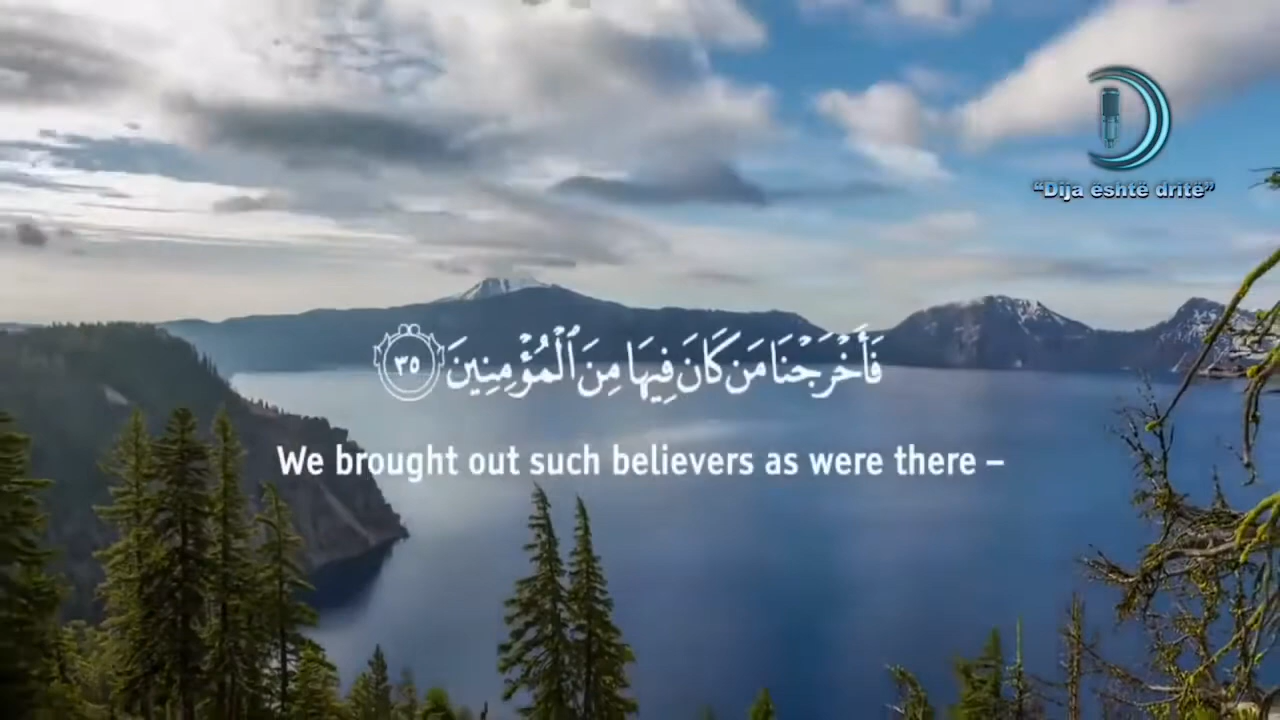 “Dija është dritë”
فَأَخْرَجْنَا مَن كَانَ فِيهَا مِنَ ٱلْمُؤْمِنِينَ ٣٥
We brought out such believers as were there –